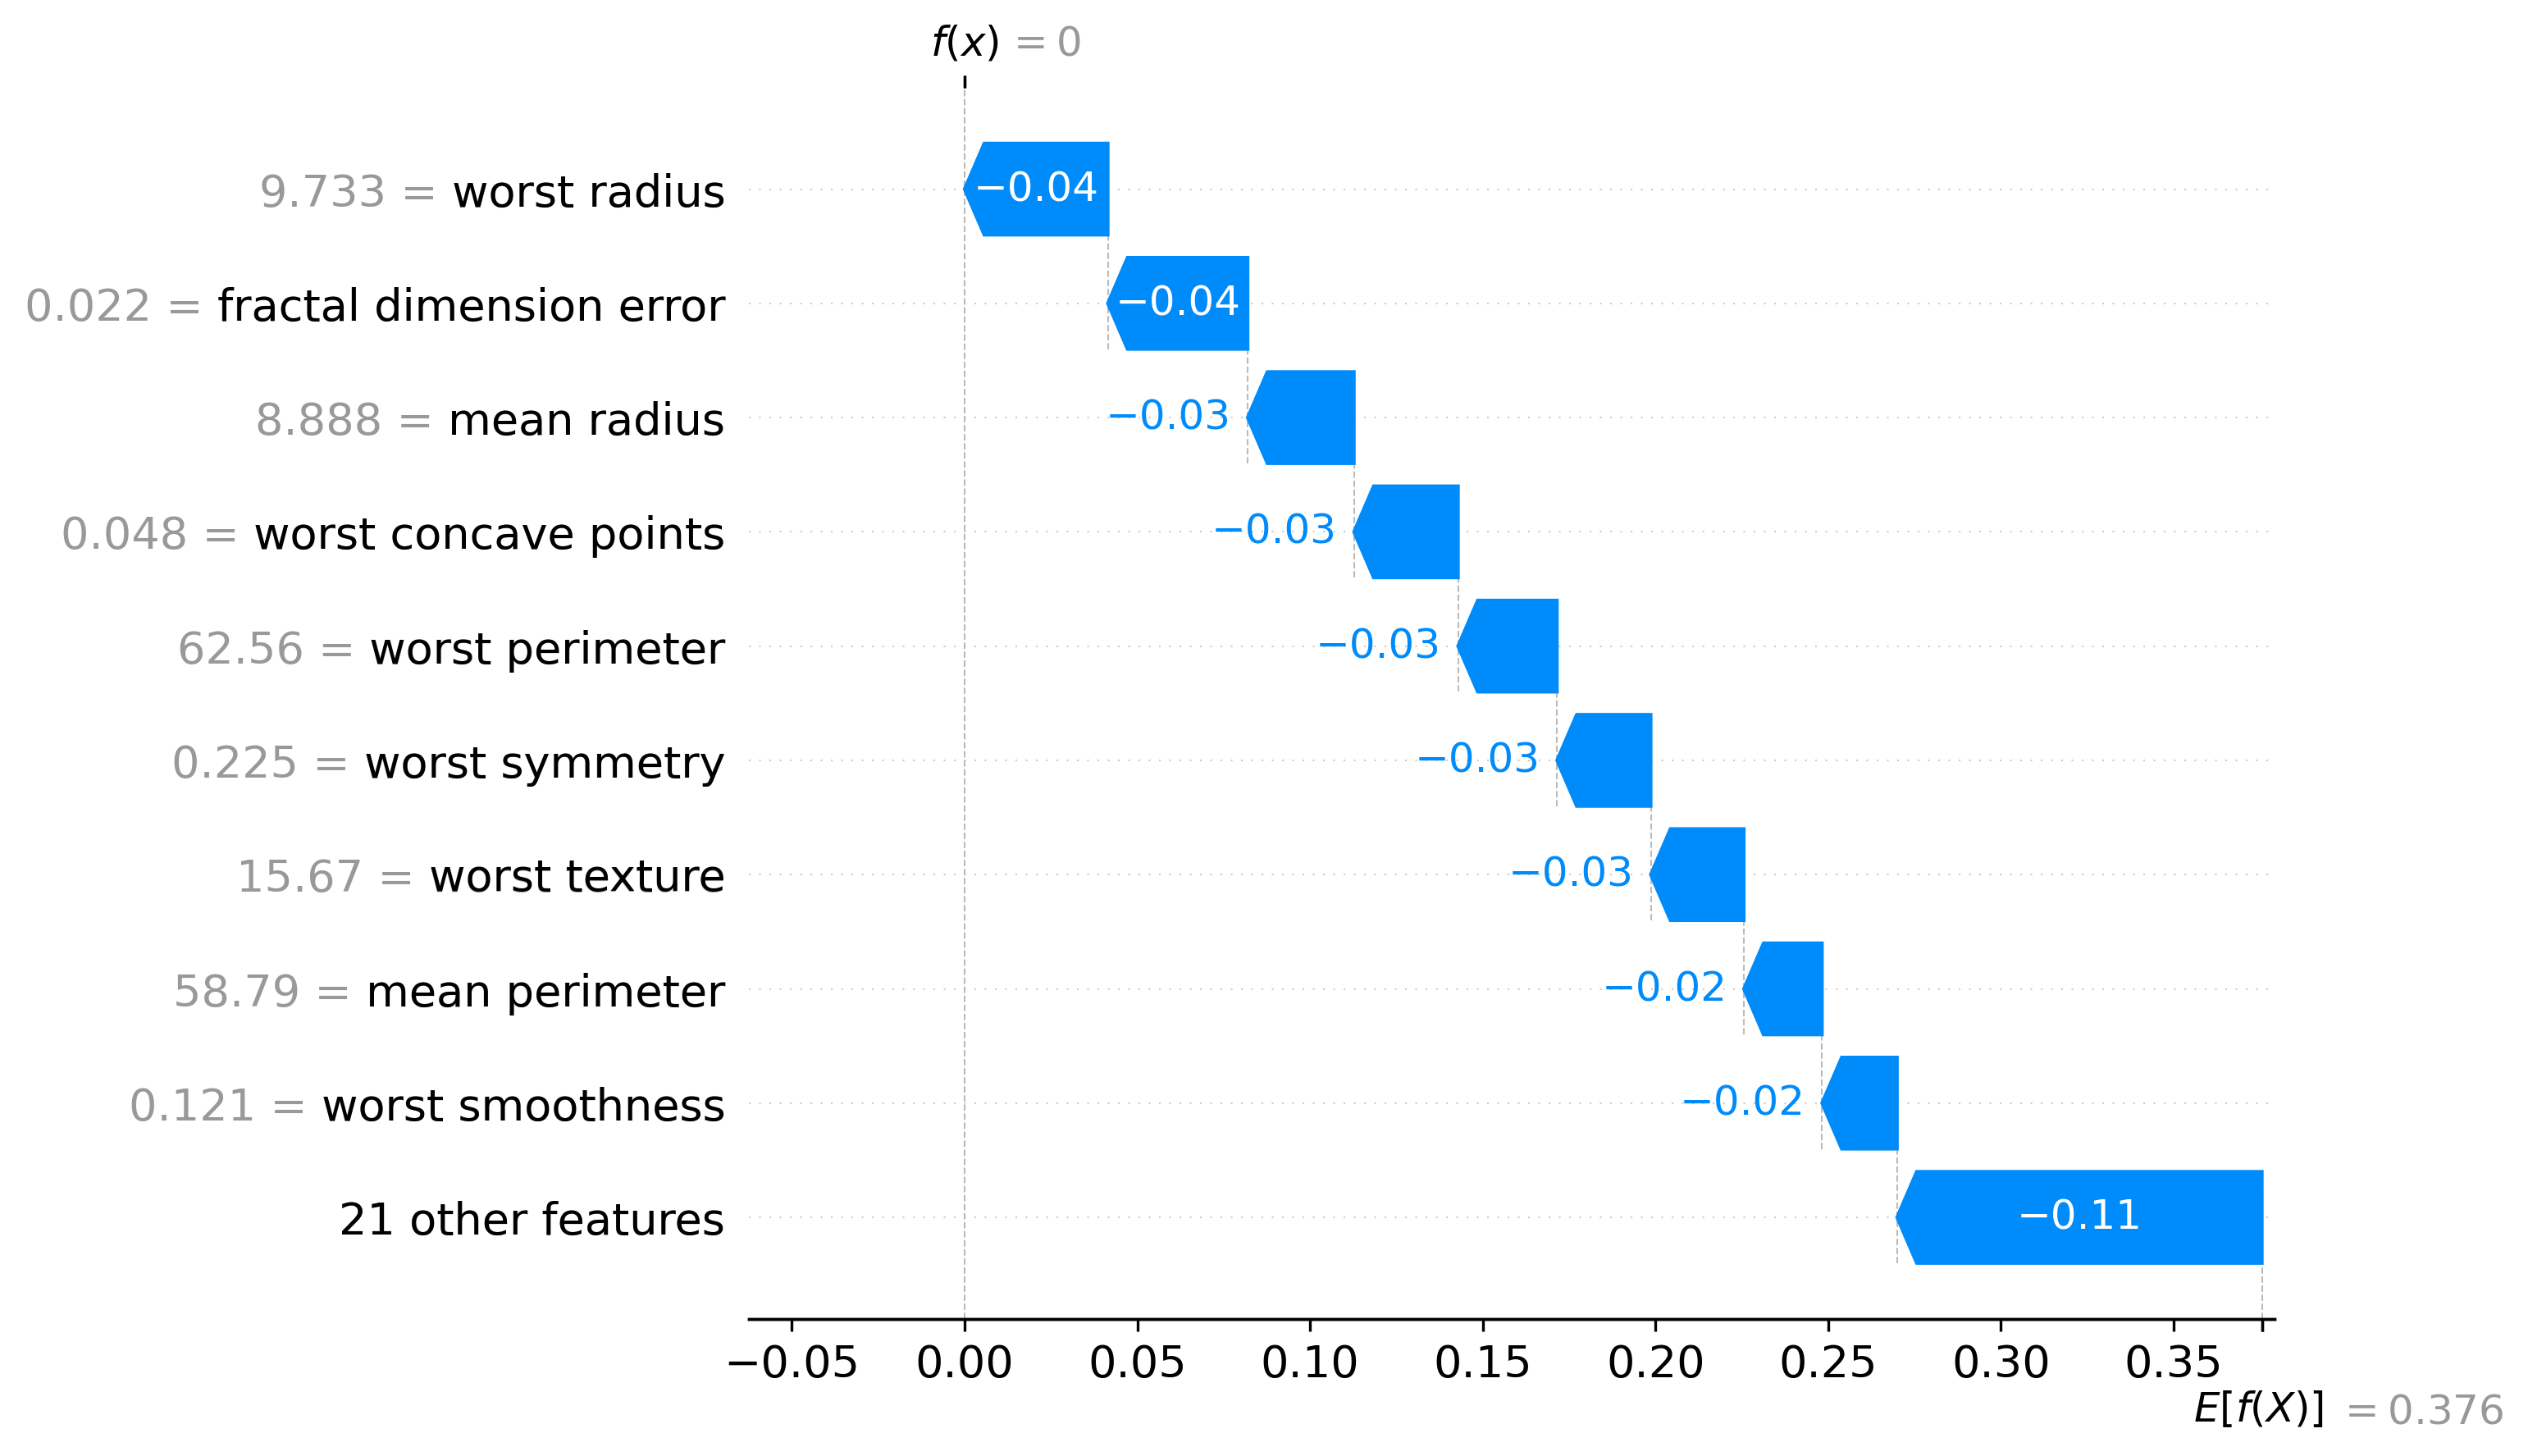 f(x) = 0
9.733 = worst radius −0.04
0.022 = fractal dimension error −0.04
8.888 = mean radius −0.03
0.048 = worst concave points −0.03
62.56 = worst perimeter −0.03
0.225 = worst symmetry −0.03
15.67 = worst texture −0.03
58.79 = mean perimeter −0.02
0.121 = worst smoothness −0.02
21 other features −0.11
−0.05 0.00 0.05 0.10 0.15 0.20 0.25 0.30 0.35
E[f(X)] = 0.376